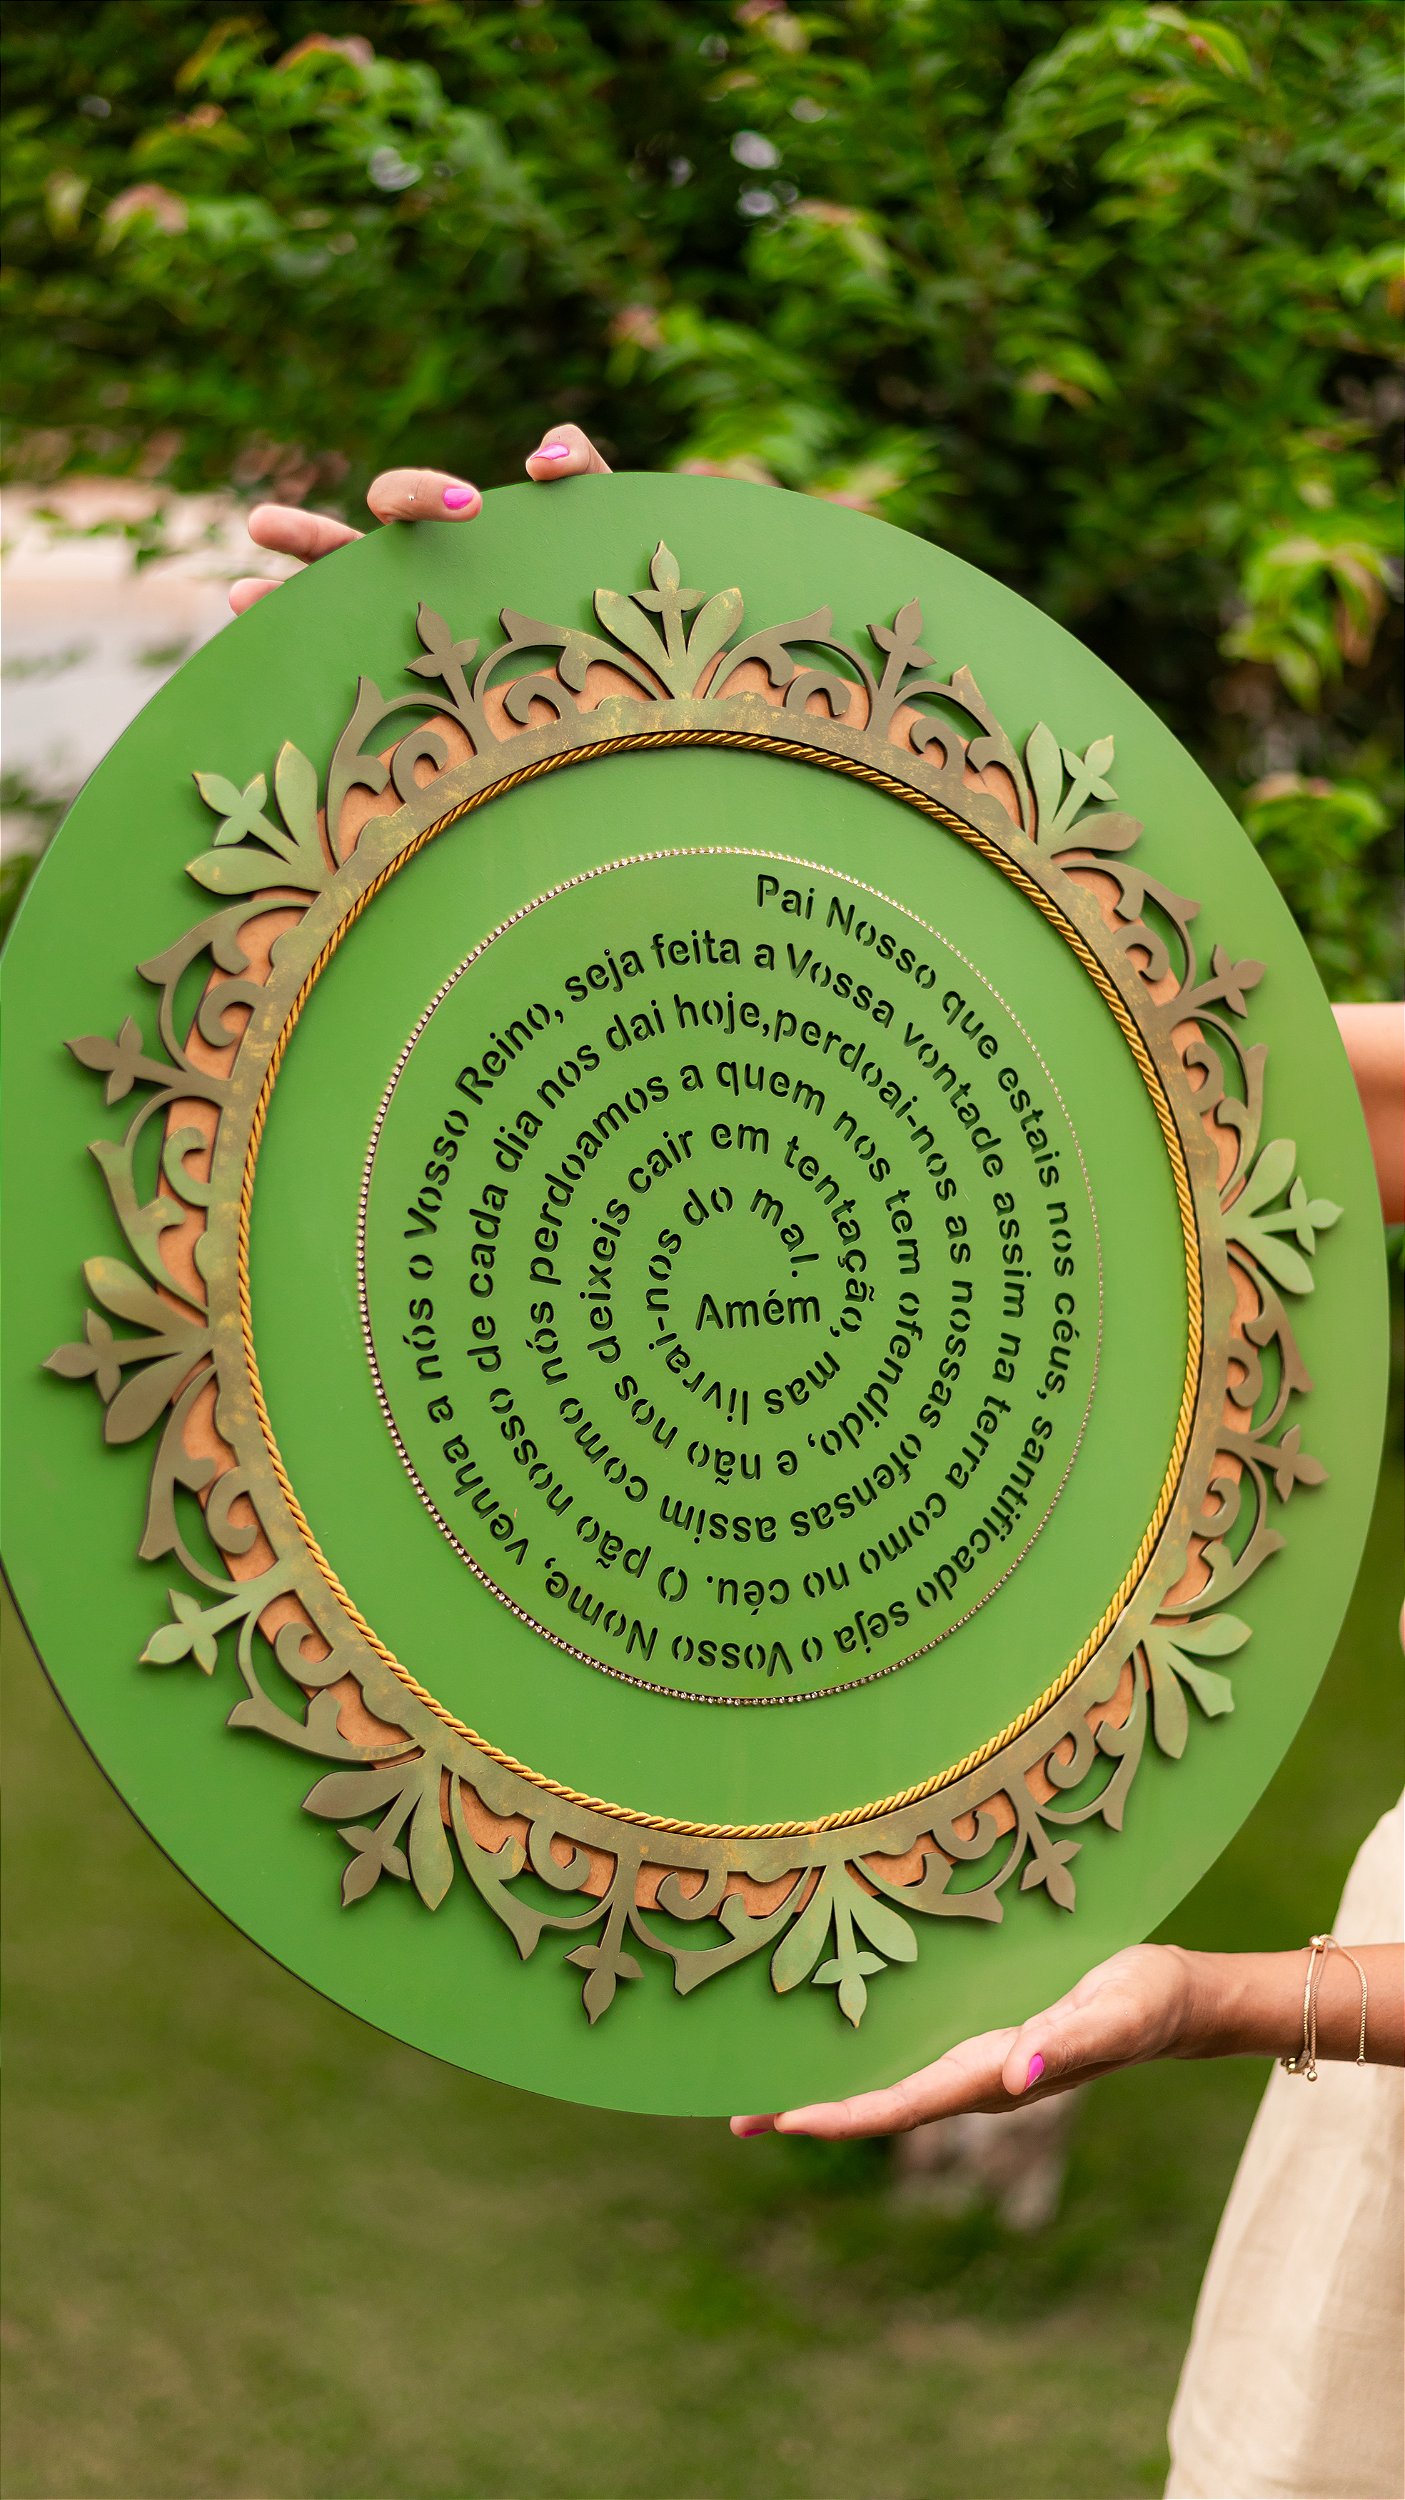 Pai Nosso que estais nos céus, santificado seja o Vosso Nome, venha a nós o Vosso Reino, seja feita a Vossa vontade assim na terra como no céu. O pão nosso de cada dia nos dai hoje,perdoai-nos as nossas ofensas assim como nós perdoamos a quem nos tem ofendido, e não nos deixeis cair em tentação, mas livrai-nos do mal.
Amém